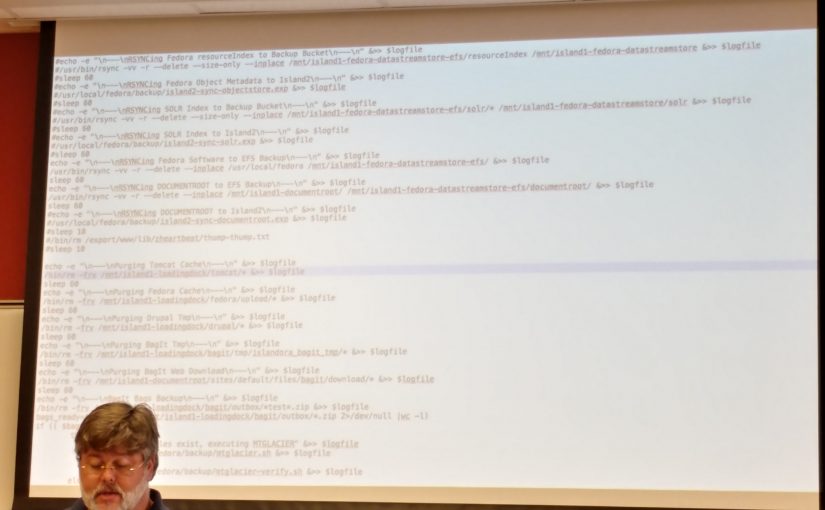 #echo -e "\n---\nRSYNCing Fedora resourceIndex to Backup Bucket\n---\n" &>> $logfile
#/usr/bin/rsync -vv -r --delete --size-only --inplace /mnt/island1-fedora-datastreamstore-efs/resourceIndex /mnt/island1-fedora-datastreamstore &>> $logfile
#sleep 60
#echo -e "\n---\nRSYNCing Fedora Object Metadata to Island2\n---\n" &>> $logfile
#/usr/local/fedora/backup/island2-sync-objectstore.exp &>> $logfile
#sleep 60
#echo -e "\n---\nRSYNCing SOLR Index to Backup Bucket\n---\n" &>> $logfile
#/usr/bin/rsync -vv -r --delete --size-only --inplace /mnt/island1-fedora-datastreamstore-efs/solr/* /mnt/island1-fedora-datastreamstore/solr &>> $logfile
#sleep 60
#echo -e "\n---\nRSYNCing SOLR Index to Island2\n---\n" &>> $logfile
#/usr/local/fedora/backup/island2-sync-solr.exp &>> $logfile
#sleep 60
echo -e "\n---\nRSYNCing Fedora Software to EFS Backup\n---\n" &>> $logfile
/usr/bin/rsync -vv -r --delete --inplace /usr/local/fedora /mnt/island1-fedora-datastreamstore-efs/ &>> $logfile
sleep 60
echo -e "\n---\nRSYNCing DOCUMENTROOT to EFS Backup\n---\n" &>> $logfile
/usr/bin/rsync -vv -r --delete --inplace /mnt/island1-documentroot/ /mnt/island1-fedora-datastreamstore-efs/documentroot/ &>> $logfile
sleep 60
#echo -e "\n---\nRSYNCing DOCUMENTROOT to Island2\n---\n" &>> $logfile
#/usr/local/fedora/backup/island2-sync-documentroot.exp &>> $logfile
#sleep 10
#/bin/rm /export/www/lib/zheartbeat/thump-thump.txt
#sleep 10
echo -e "\n---\nPurging Tomcat Cache\n---\n" &>> $logfile
/bin/rm -frv /mnt/island1-loadingdock/tomcat/* &>> $logfile
sleep 60
echo -e "\n---\nPurging Fedora Cache\n---\n" &>> $logfile
/bin/rm -frv /mnt/island1-loadingdock/fedora/upload/* &>> $logfile
sleep 60
echo -e "\n---\nPurging Drupal Tmp\n---\n" &>> $logfile
/bin/rm -frv /mnt/island1-loadingdock/drupal/* &>> $logfile
sleep 60
echo -e "\n---\nPurging BagIt Tmp\n---\n" &>> $logfile
/bin/rm -frv /mnt/island1-loadingdock/bagit/tmp/islandora_bagit_tmp/* &>> $logfile
sleep 60
echo -e "\n---\nPurging BagIt Web Download\n---\n" &>> $logfile
/bin/rm -frv /mnt/island1-documentroot/sites/default/files/bagit/download/* &>> $logfile
sleep 60
echo -e "\n---\nBagIt Bags Backup\n---\n" &>> $logfile
/bin/rm -frv loadingdock/bagit/outbox/*test*.zip &>> $logfile
bags_ready island1-loadingdock/bagit/outbox/*.zip 2>/dev/null |wc -l)
if [[ $bag
exist, executing MTGLACIER" &>> $logfile
fedora/backup/mtglacier.sh &>> $logfile
fedora/backup/mtglacier-verify.sh &>> $logfile